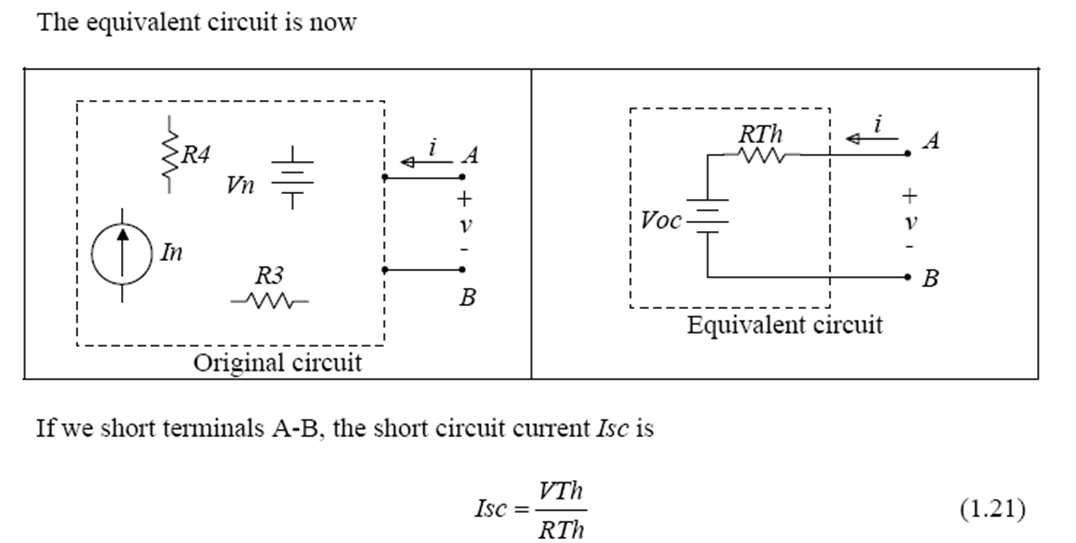 The equivalent circuit is now
R4
Vn
In
R3
i
A
+
v
-
B
Original circuit
RTh
Voc
i
A
+
v
-
B
Equivalent circuit
If we short terminals A-B, the short circuit current Isc is
Isc = VTh / RTh (1.21)